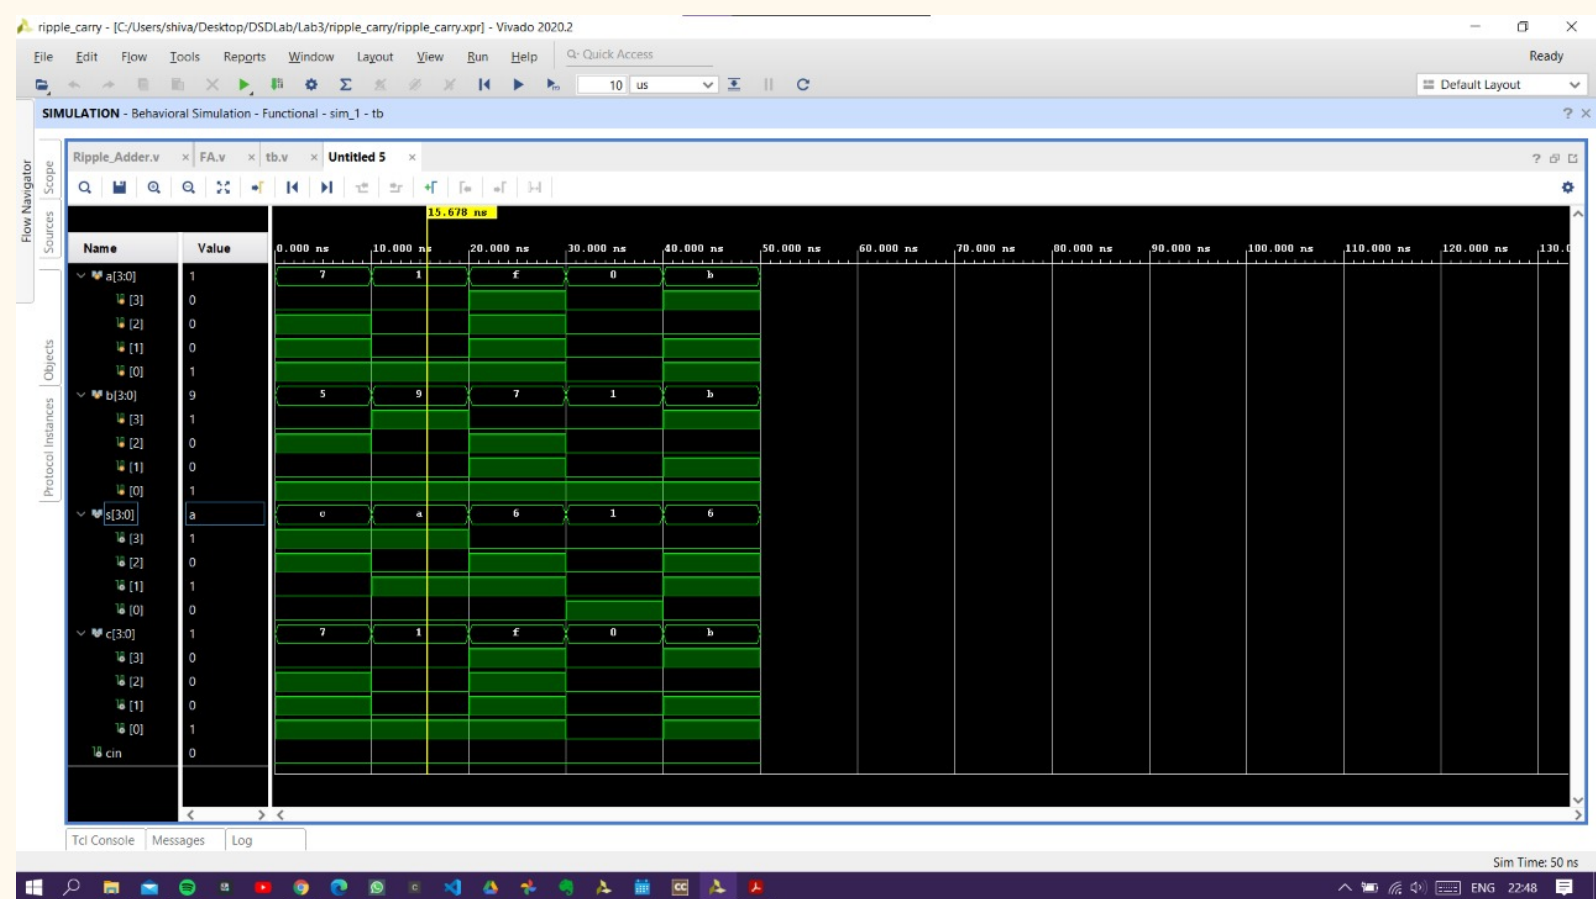 ripple_carry - [C:/Users/shiva/Desktop/DSDLab/Lab3/ripple_carry/ripple_carry.xpr] - Vivado 2020.2
File Edit Flow Tools Reports Window Layout View Run Help Q- Quick Access Ready
10 us Default Layout
SIMULATION - Behavioral Simulation - Functional - sim_1 - tb ? ×
Flow Navigator
Scope
Sources
Objects
Protocol Instances
Ripple_Adder.v × FA.v × tb.v × Untitled 5 ×
15.678 ns
Name Value 0.000 ns 10.000 ns 20.000 ns 30.000 ns 40.000 ns 50.000 ns 60.000 ns 70.000 ns 80.000 ns 90.000 ns 100.000 ns 110.000 ns 120.000 ns 130.0
a[3:0] 1 7 1 f 0 b
[3] 0
[2] 0
[1] 0
[0] 1
b[3:0] 9 5 9 7 1 b
[3] 1
[2] 0
[1] 0
[0] 1
s[3:0] a c a 6 1 6
[3] 1
[2] 0
[1] 1
[0] 0
c[3:0] 1 7 1 f 0 b
[3] 0
[2] 0
[1] 0
[0] 1
cin 0
Tcl Console Messages Log
Sim Time: 50 ns
ENG 22:48